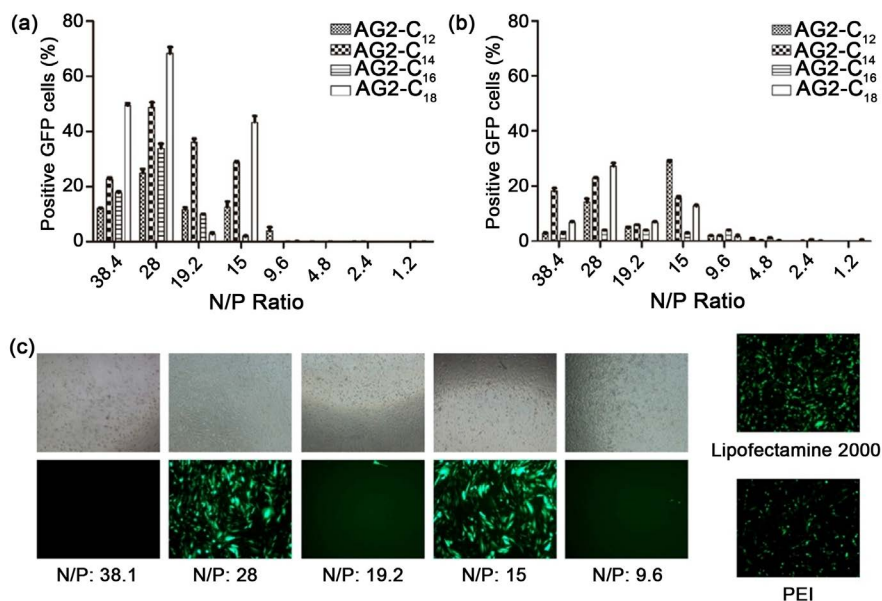 (a)
Positive GFP cells (%)
80
60
40
20
0
AG2-C12
AG2-C14
AG2-C16
AG2-C18
38.4
28
19.2
15
9.6
4.8
2.4
1.2
N/P Ratio
(b)
Positive GFP cells (%)
80
60
40
20
0
AG2-C12
AG2-C14
AG2-C16
AG2-C18
38.4
28
19.2
15
9.6
4.8
2.4
1.2
N/P Ratio
(c)
N/P: 38.1
N/P: 28
N/P: 19.2
N/P: 15
N/P: 9.6
Lipofectamine 2000
PEI